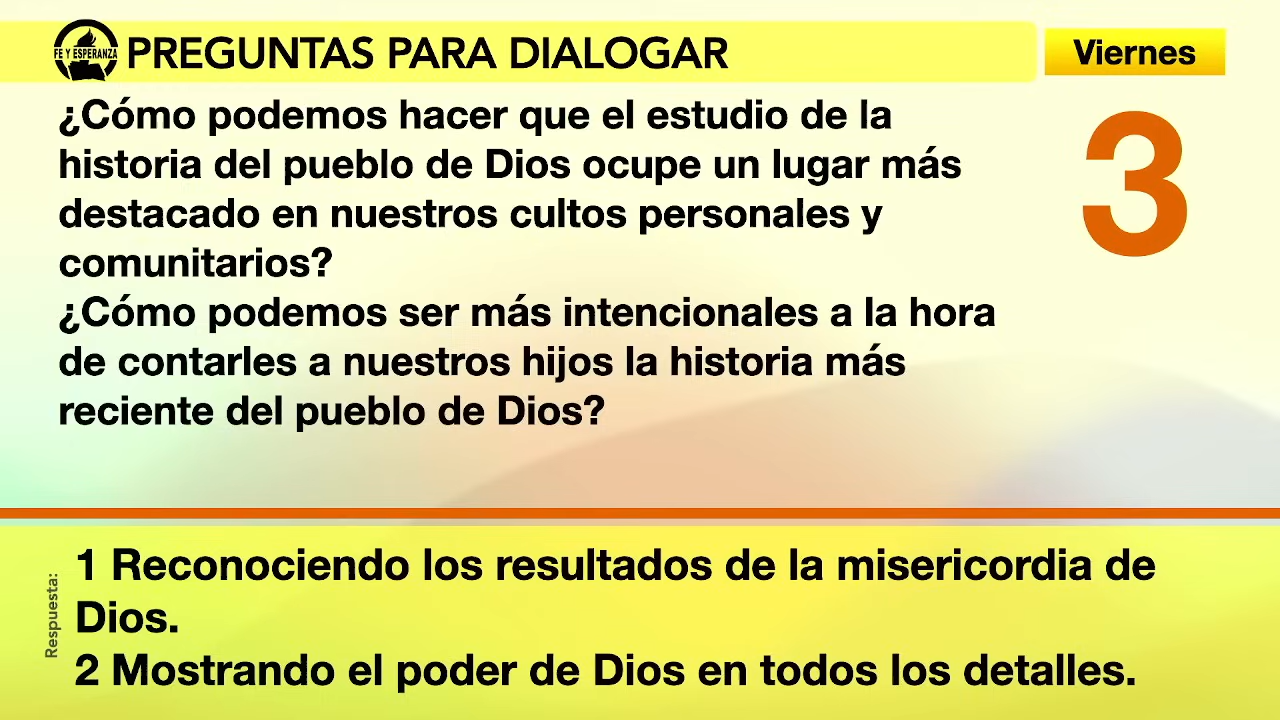 FE Y ESPERANZA
PREGUNTAS PARA DIALOGAR
Viernes
3
¿Cómo podemos hacer que el estudio de la
historia del pueblo de Dios ocupe un lugar más
destacado en nuestros cultos personales y
comunitarios?
¿Cómo podemos ser más intencionales a la hora
de contarles a nuestros hijos la historia más
reciente del pueblo de Dios?
Respuesta:
1 Reconociendo los resultados de la misericordia de
Dios.
2 Mostrando el poder de Dios en todos los detalles.